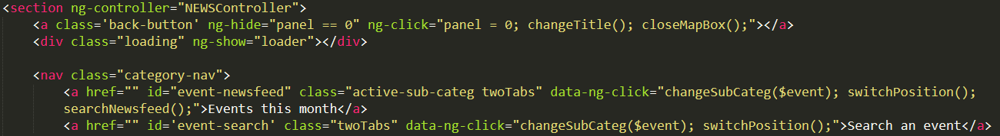 <section ng-controller="NEWSController">
<a class='back-button' ng-hide="panel == 0" ng-click="panel = 0; changeTitle(); closeMapBox();"></a>
<div class="loading" ng-show="loader"></div>
<nav class="category-nav">
<a href="" id="event-newsfeed" class="active-sub-categ twoTabs" data-ng-click="changeSubCateg($event); switchPosition();
searchNewsfeed();">Events this month</a>
<a href="" id='event-search' class="twoTabs" data-ng-click="changeSubCateg($event); switchPosition();">Search an event</a>